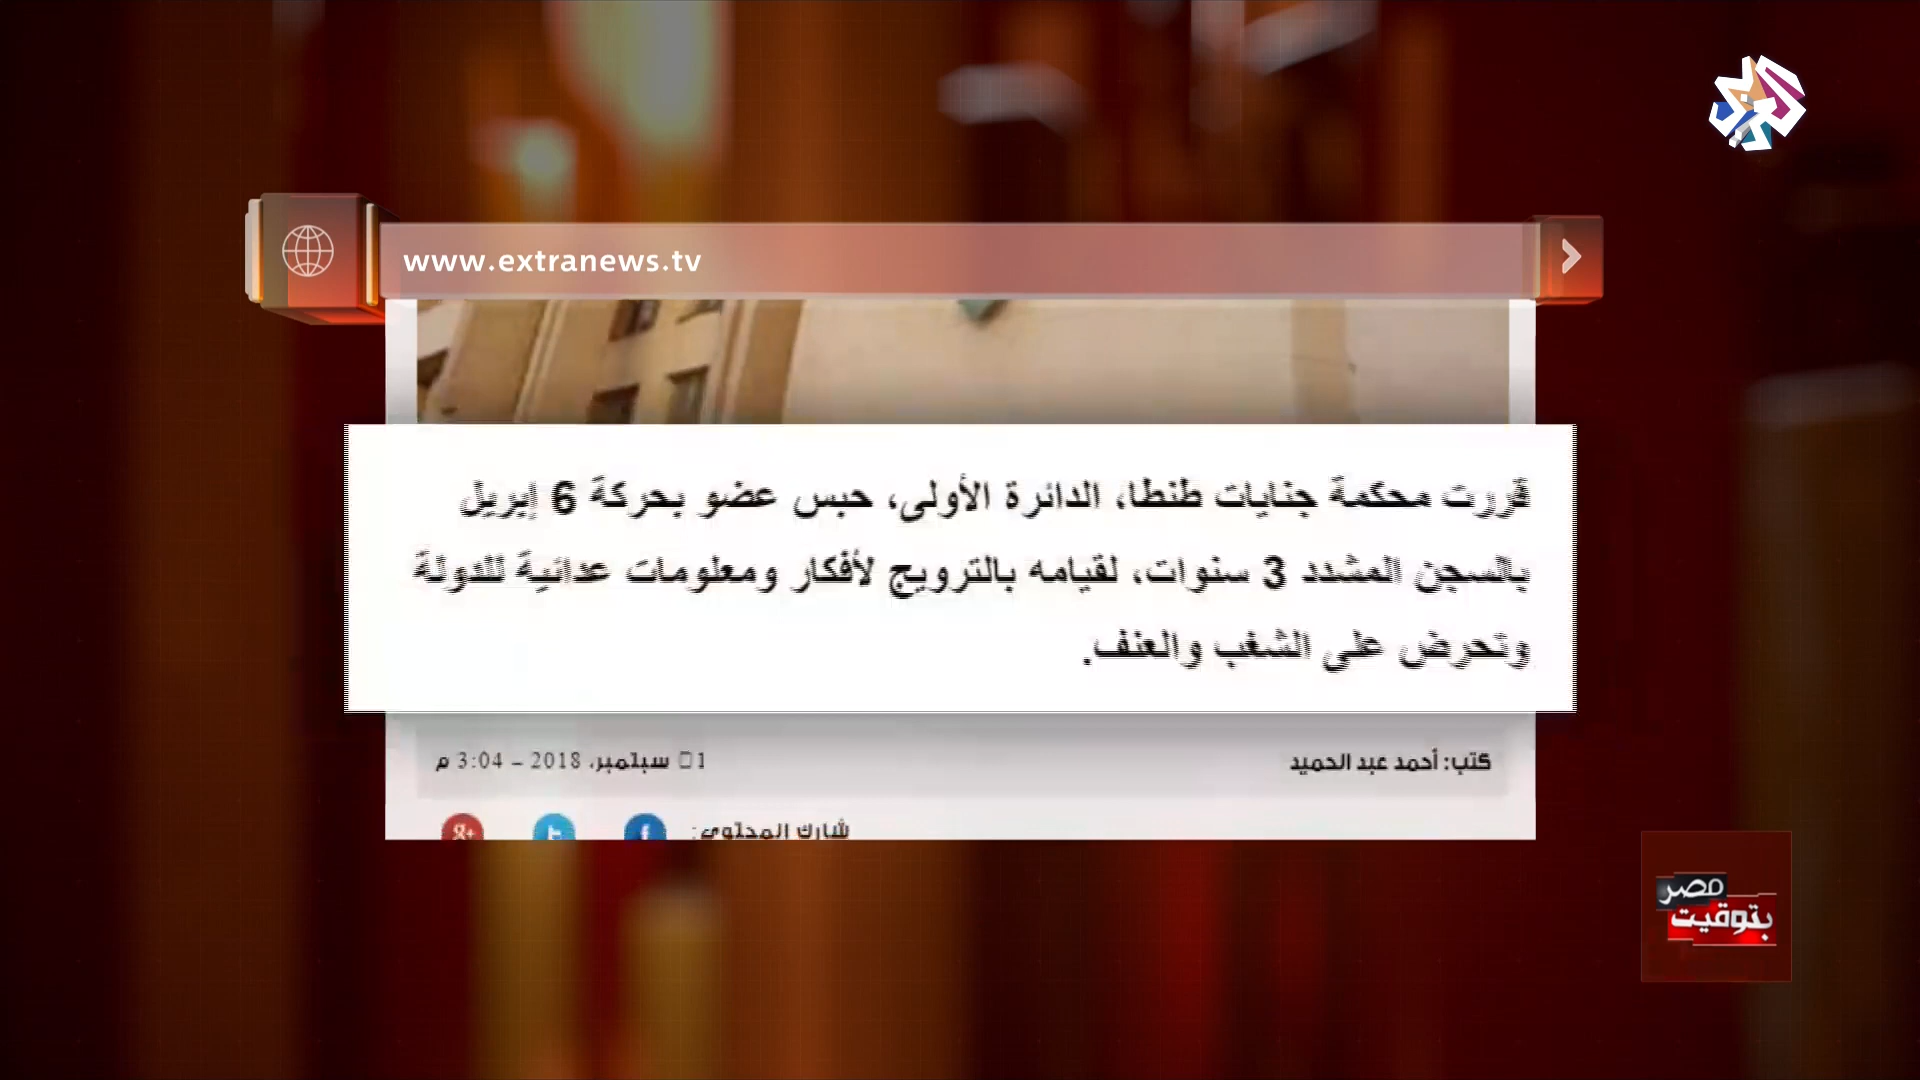 www.extranews.tv
قررت محكمة جنايات طنطا، الدائرة الأولى، حبس عضو بحركة 6 إبريل
بالسجن المشدد 3 سنوات، لقيامه بالترويج لأفكار ومعلومات عدائية للدولة
وتحرض على الشغب والعنف.
كتب: أحمد عبد الحميد
1 سبتمبر، 2018 – 3:04 م
شارك المحتوى:
مصر
بتوقيت